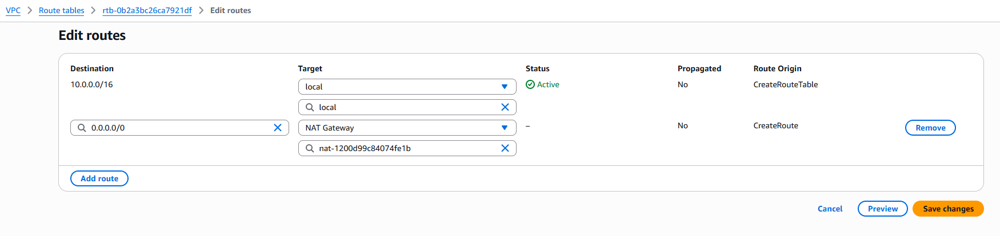 VPC > Route tables > rtb-0b2a3bc26ca7921df > Edit routes
Edit routes
Destination Target Status Propagated Route Origin
10.0.0.0/16 local Active No CreateRouteTable
local
0.0.0.0/0 NAT Gateway – No CreateRoute Remove
nat-1200d99c84074fe1b
Add route
Cancel Preview Save changes